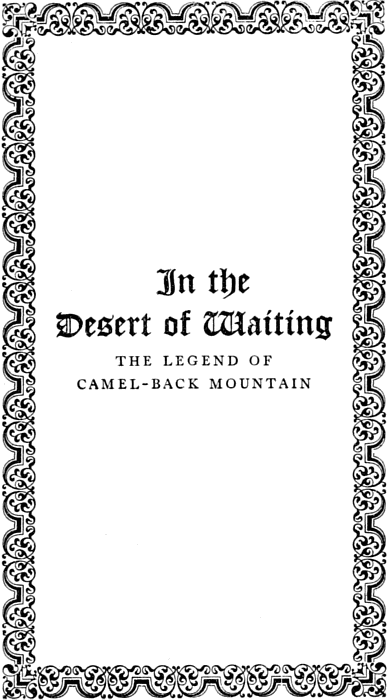 In the
Desert of Waiting
THE LEGEND OF
CAMEL-BACK MOUNTAIN